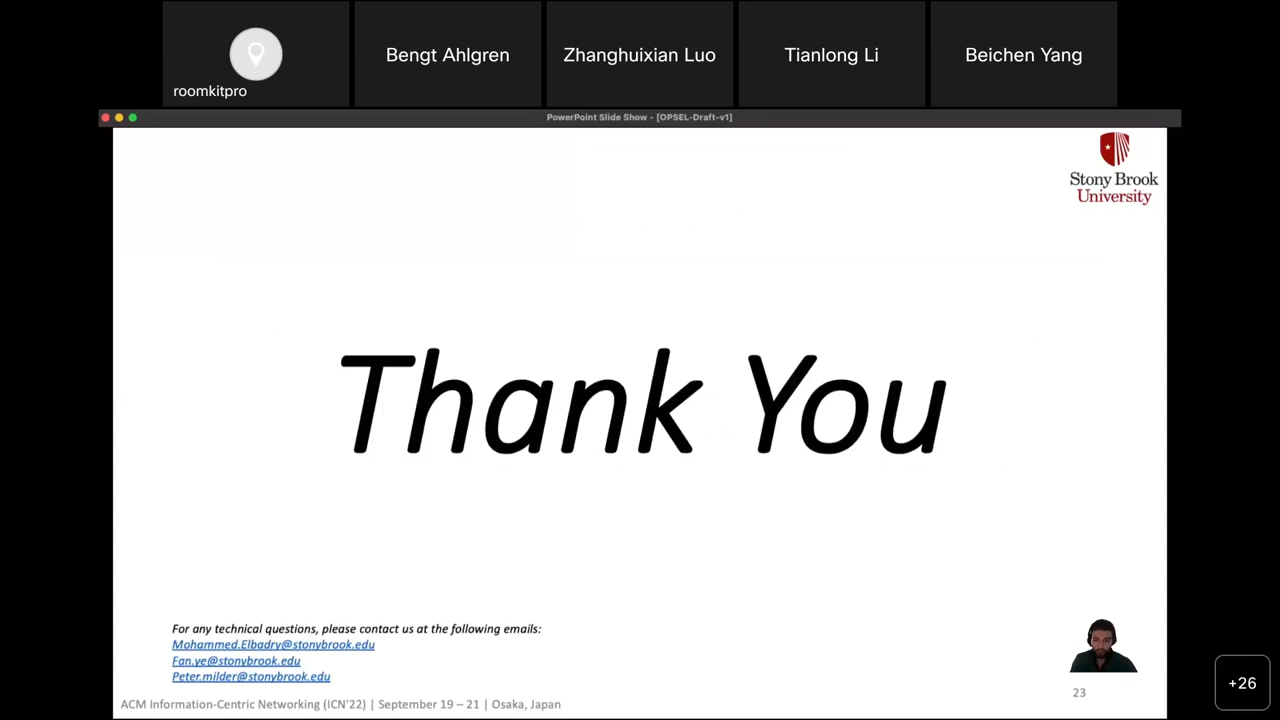 roomkitpro
Bengt Ahlgren
Zhanghuixian Luo
Tianlong Li
Beichen Yang
PowerPoint Slide Show - [OPSEL-Draft-v1]
Stony Brook
University
Thank You
For any technical questions, please contact us at the following emails:
Mohammed.Elbadry@stonybrook.edu
Fan.ye@stonybrook.edu
Peter.milder@stonybrook.edu
ACM Information-Centric Networking (ICN'22) | September 19 – 21 | Osaka, Japan
23
+26